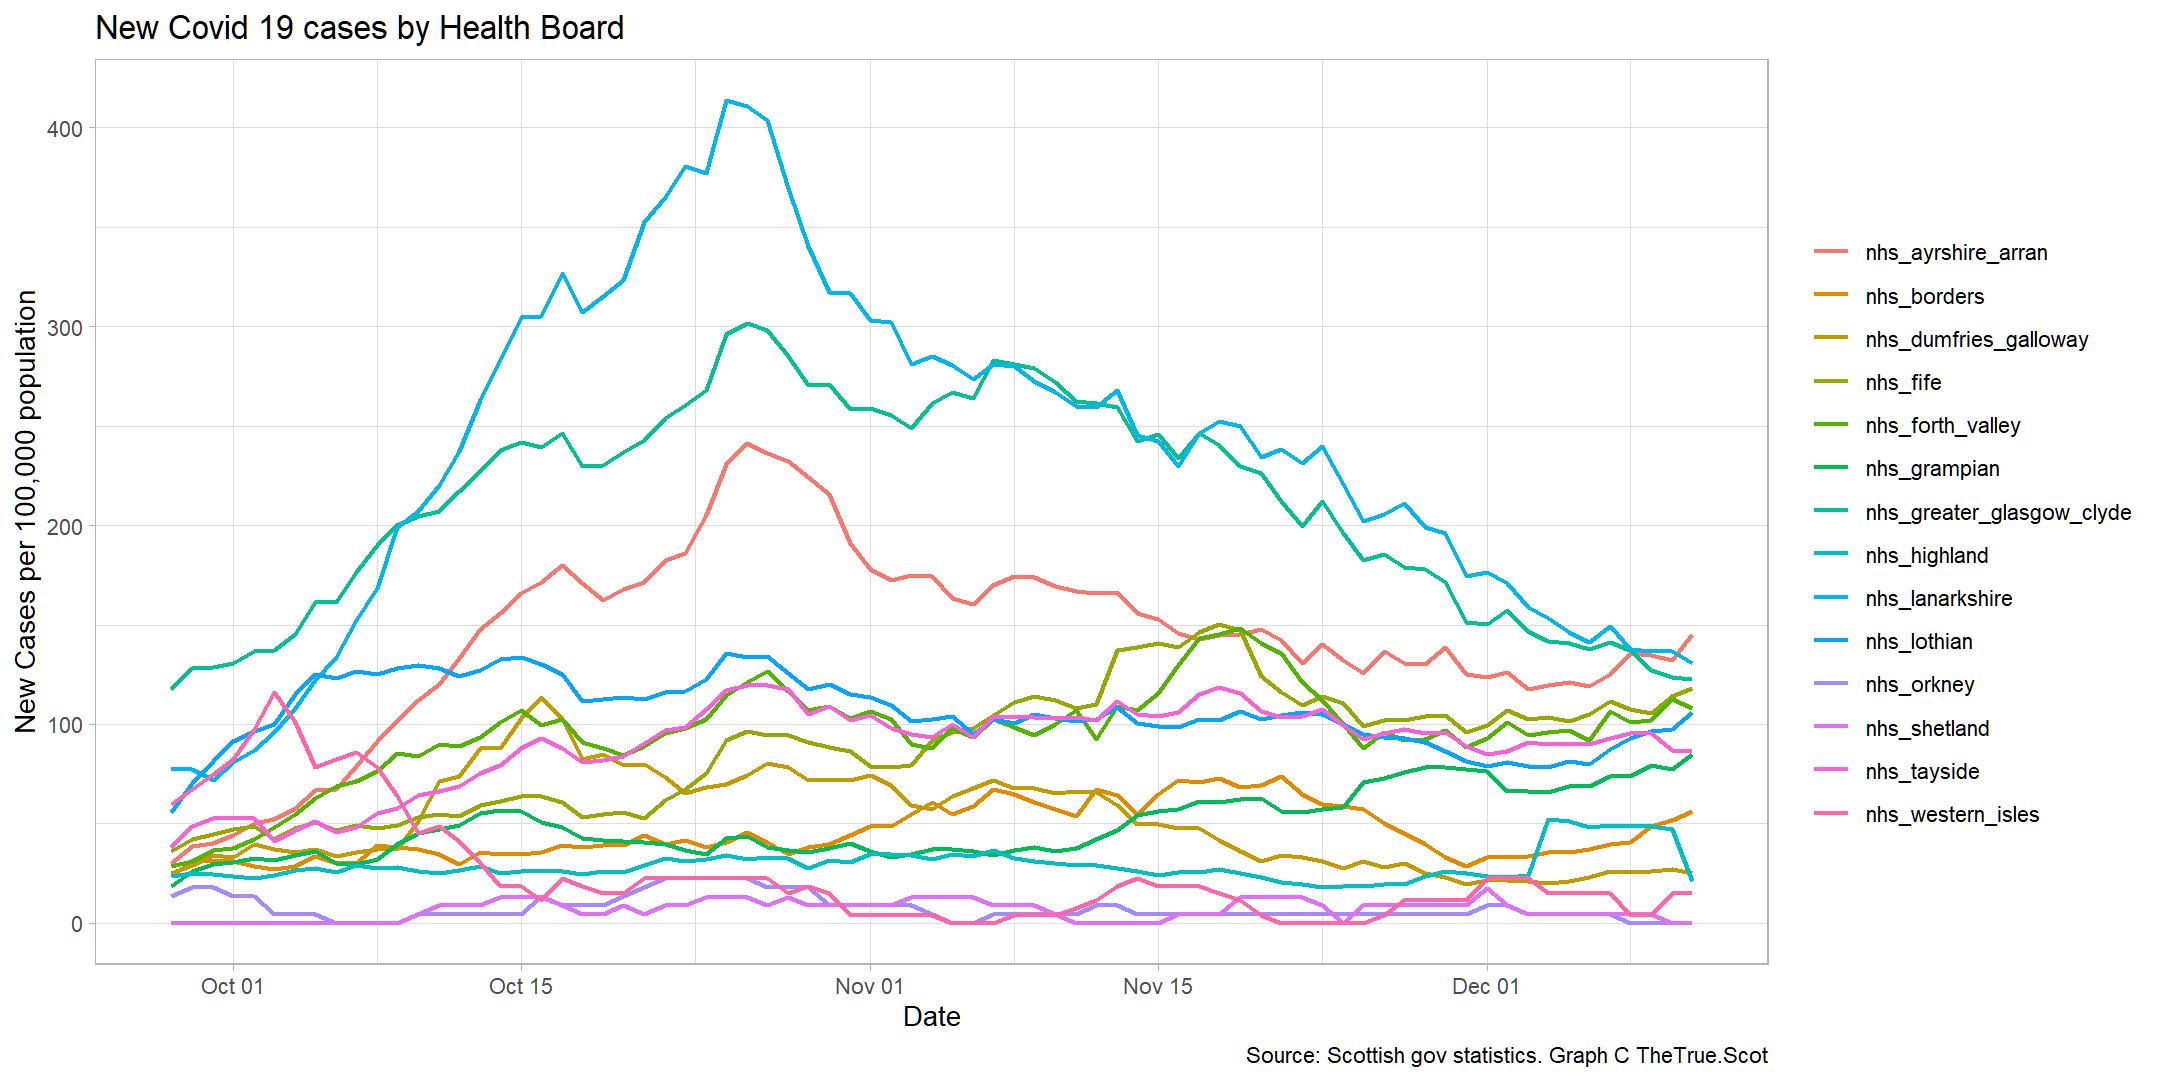 New Covid 19 cases by Health Board
New Cases per 100,000 population
400
300
200
100
0
Oct 01
Oct 15
Nov 01
Nov 15
Dec 01
Date
nhs_ayrshire_arran
nhs_borders
nhs_dumfries_galloway
nhs_fife
nhs_forth_valley
nhs_grampian
nhs_greater_glasgow_clyde
nhs_highland
nhs_lanarkshire
nhs_lothian
nhs_orkney
nhs_shetland
nhs_tayside
nhs_western_isles
Source: Scottish gov statistics. Graph C TheTrue.Scot